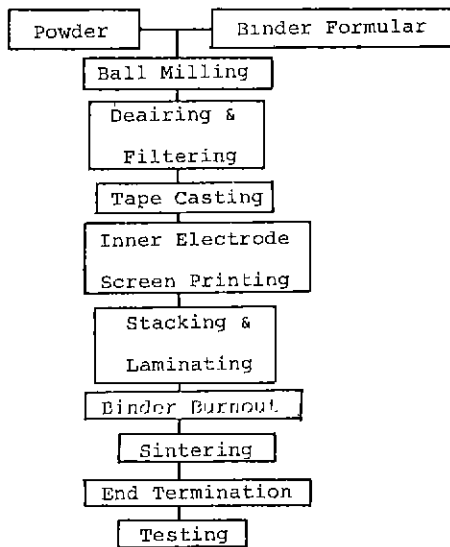 Powder
Binder Formular
Ball Milling
Deairing &
Filtering
Tape Casting
Inner Electrode
Screen Printing
Stacking &
Laminating
Binder Burnout
Sintering
End Termination
Testing